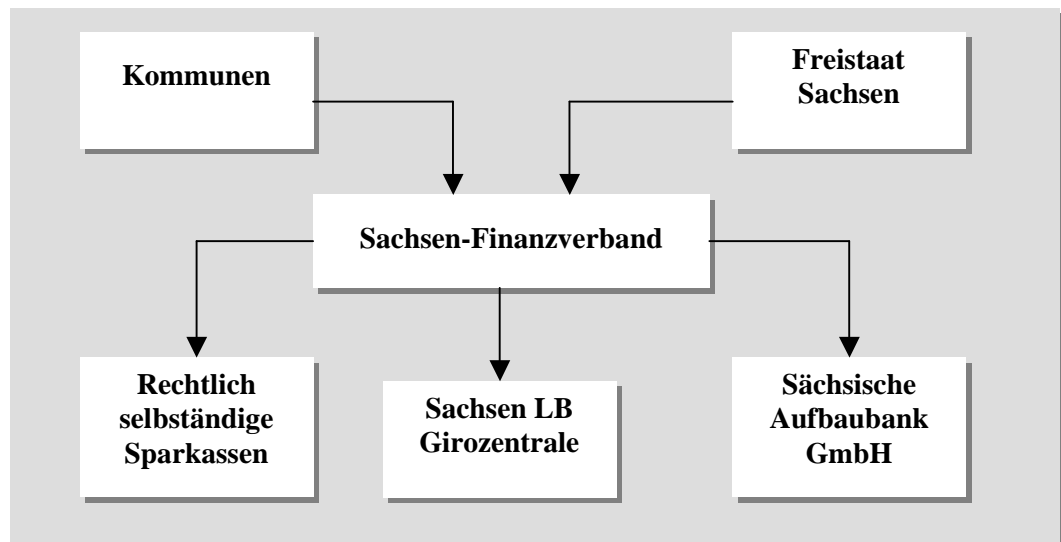 Kommunen
Freistaat
Sachsen
Sachsen-Finanzverband
Rechtlich
selbständige
Sparkassen
Sachsen LB
Girozentrale
Sächsische
Aufbaubank
GmbH